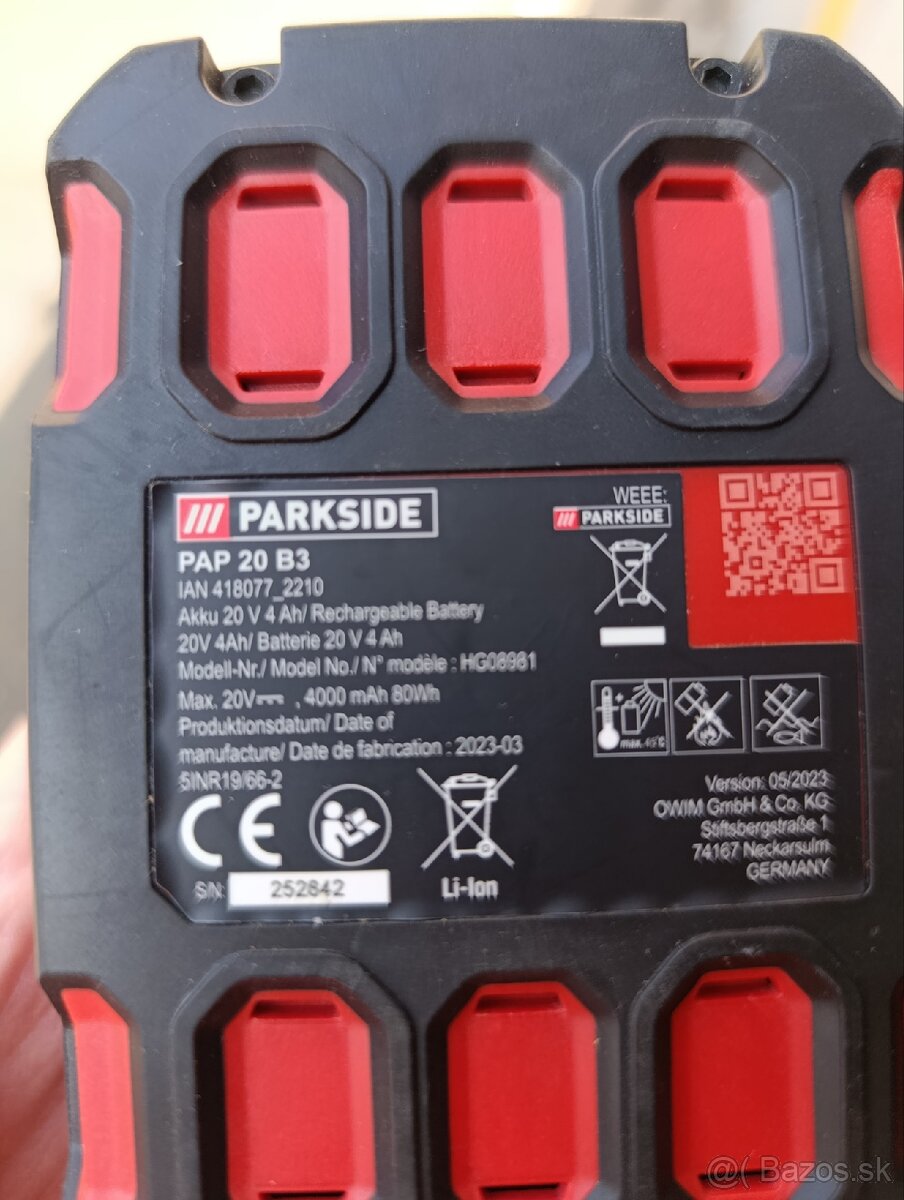 PARKSIDE
PAP 20 B3
IAN 418077_2210
Akku 20 V 4 Ah/ Rechargeable Battery
20V 4Ah/ Batterie 20 V 4 Ah
Modell-Nr./ Model No./ N° modèle : HG08981
Max. 20V , 4000 mAh 80Wh
Produktionsdatum/ Date of
manufacture/ Date de fabrication : 2023-03
5INR19/66-2
CE
S/N: 252842
Li-Ion
WEEE:
PARKSIDE
max. 45°C
Version: 05/2023
OWIM GmbH & Co. KG
Stiftsbergstraße 1
74167 Neckarsulm
GERMANY
@( Bazos.sk